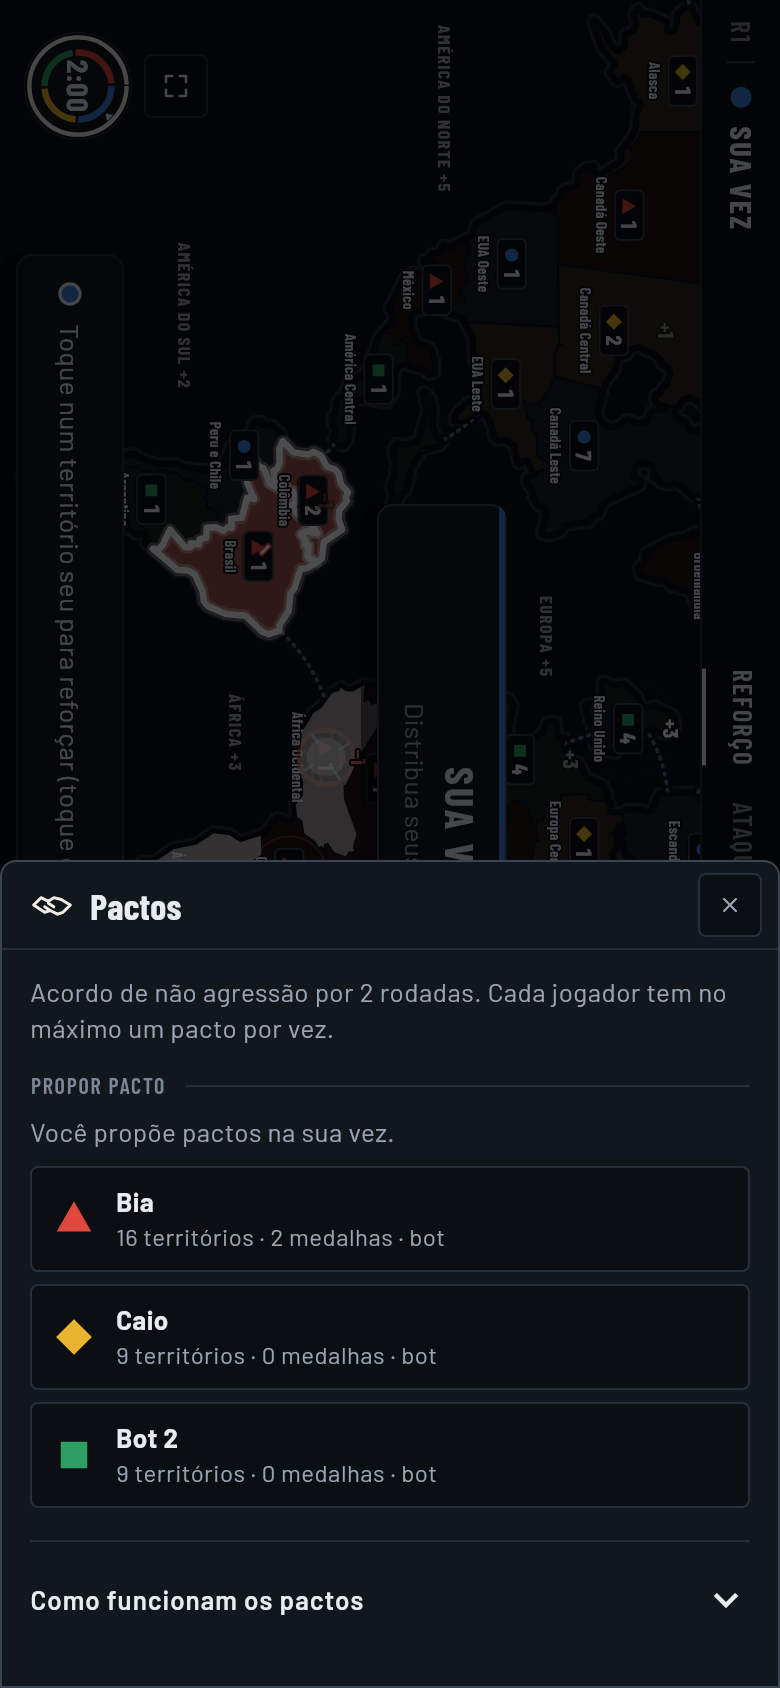 R1
SUA VEZ
REFORÇO
2:00
AMÉRICA DO NORTE +5
AMÉRICA DO SUL +2
EUROPA +5
ÁFRICA +3
Alasca
1
Canadá Oeste
1
Canadá Central
2
+1
EUA Oeste
1
México
1
EUA Leste
1
Canadá Leste
7
América Central
1
Peru e Chile
1
Colômbia
2
Brasil
1
1
Reino Unido
4
+3
+3
4
1
África Ocidental
Toque num território seu para reforçar (toque
SUA
Distribua
Pactos
Acordo de não agressão por 2 rodadas. Cada jogador tem no
máximo um pacto por vez.
PROPOR PACTO
Você propõe pactos na sua vez.
Bia
16 territórios · 2 medalhas · bot
Caio
9 territórios · 0 medalhas · bot
Bot 2
9 territórios · 0 medalhas · bot
Como funcionam os pactos